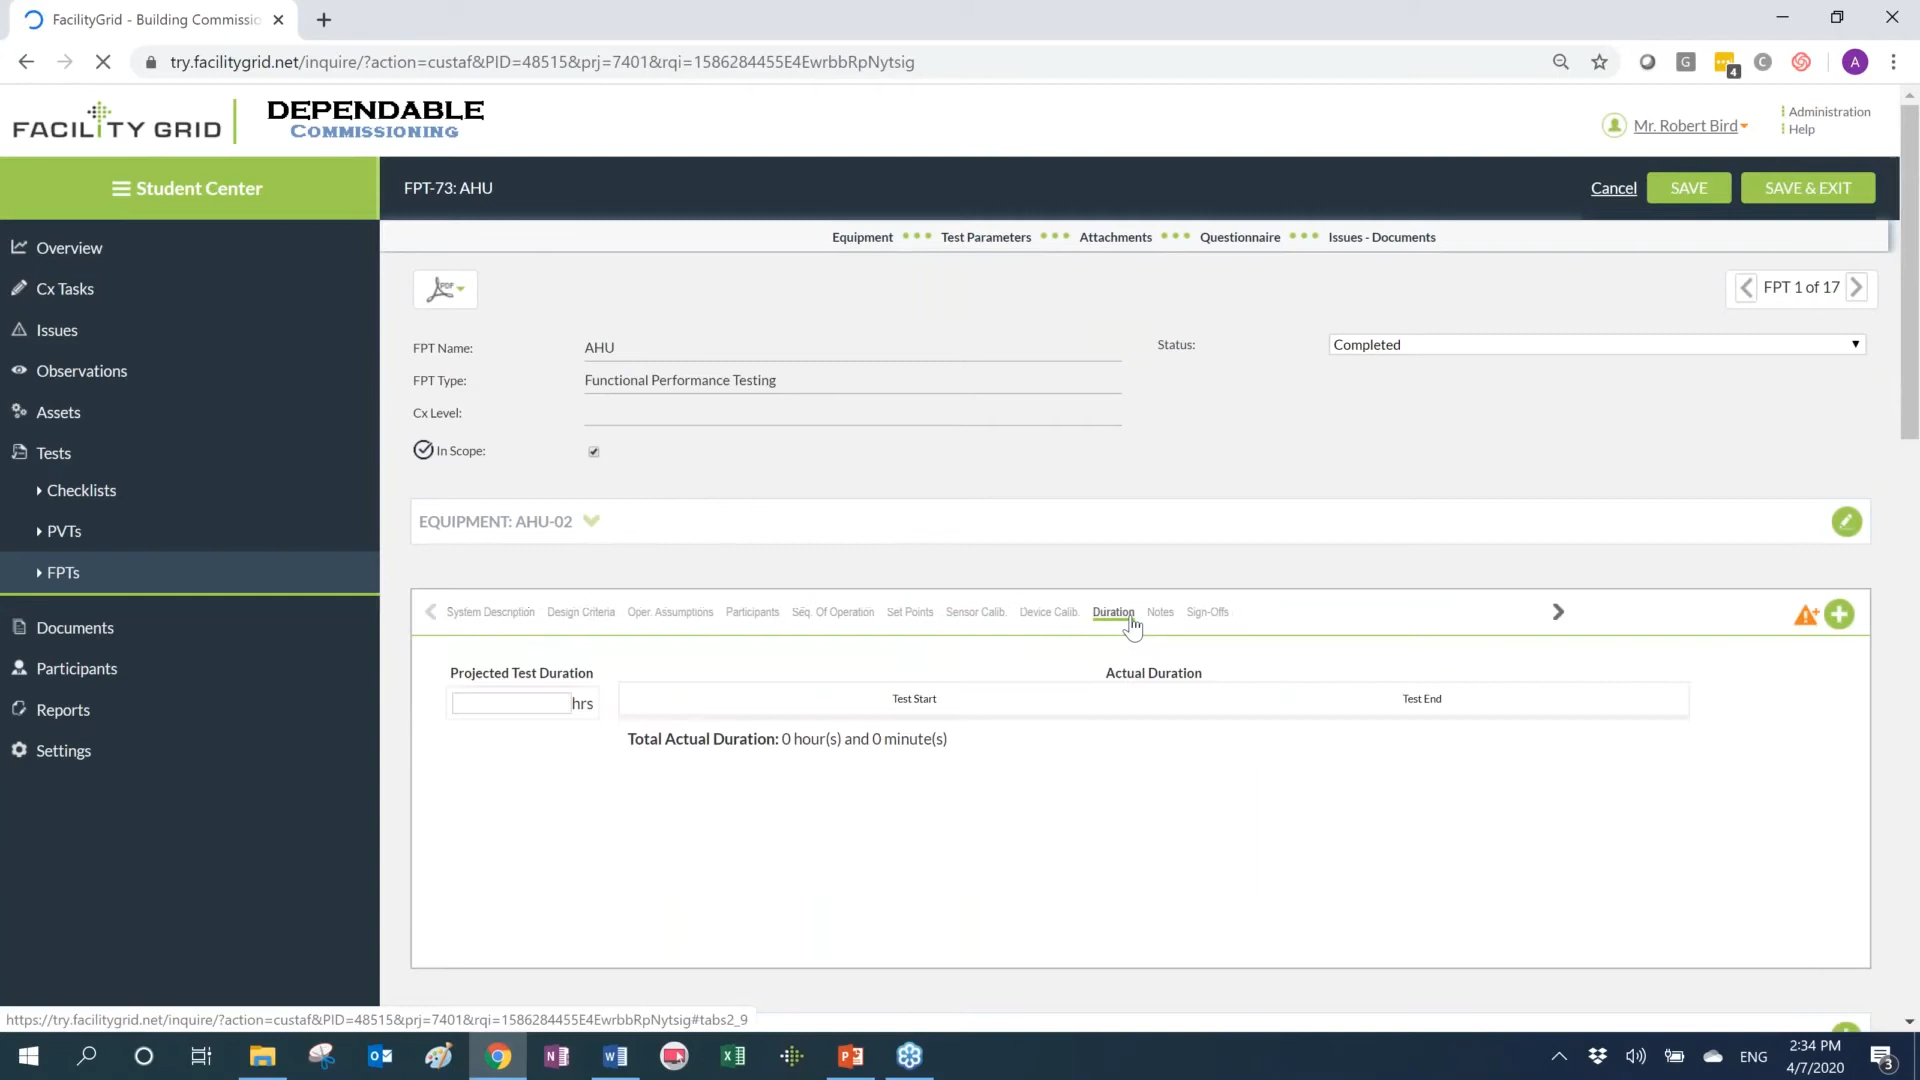 FacilityGrid - Building Commissio
try.facilitygrid.net/inquire/?action=custaf&PID=48515&prj=7401&rqi=1586284455E4EwrbbRpNytsig
G
4
C
A
FACILITY GRID
DEPENDABLE
COMMISSIONING
Mr. Robert Bird
Administration
Help
Student Center
FPT-73: AHU
Cancel
SAVE
SAVE & EXIT
Equipment
Test Parameters
Attachments
Questionnaire
Issues - Documents
Overview
Cx Tasks
Issues
Observations
Assets
Tests
Checklists
PVTs
FPTs
Documents
Participants
Reports
Settings
PDF
FPT 1 of 17
FPT Name:
AHU
Status:
Completed
FPT Type:
Functional Performance Testing
Cx Level:
In Scope:
EQUIPMENT: AHU-02
System Description
Design Criteria
Oper. Assumptions
Participants
Seq. Of Operation
Set Points
Sensor Calib.
Device Calib.
Duration
Notes
Sign-Offs
Projected Test Duration
Actual Duration
hrs
Test Start
Test End
Total Actual Duration: 0 hour(s) and 0 minute(s)
https://try.facilitygrid.net/inquire/?action=custaf&PID=48515&prj=7401&rqi=1586284455E4EwrbbRpNytsig#tabs2_9
ENG
2:34 PM
4/7/2020
3